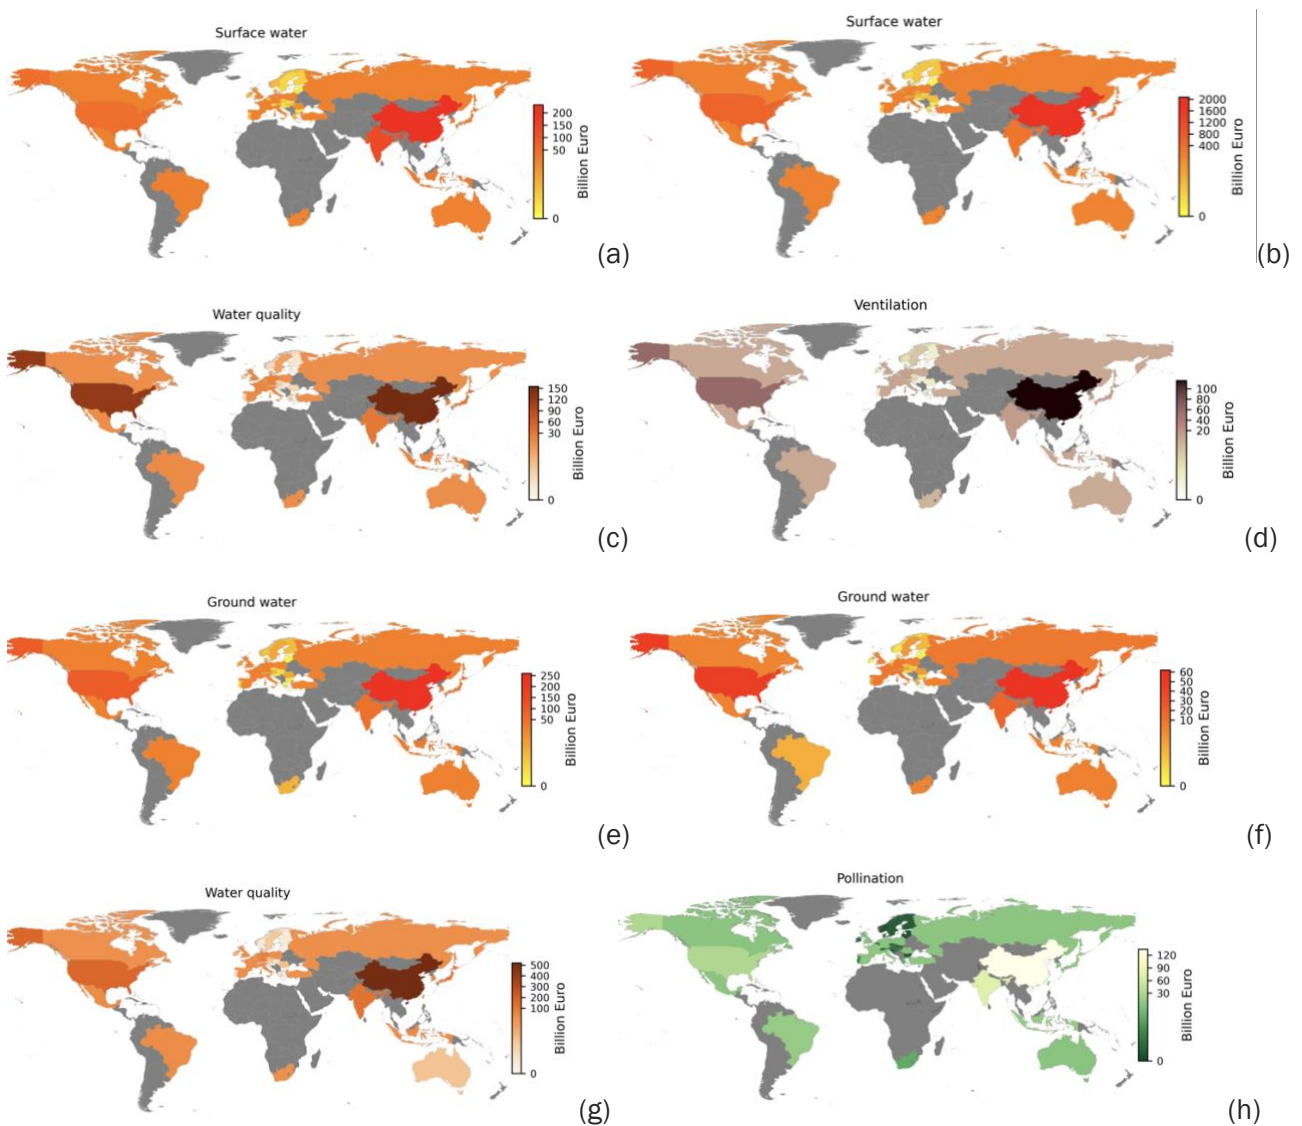 Surface water
200
150
100
50
0
Billion Euro
(a)
Surface water
2000
1600
1200
800
400
0
Billion Euro
(b)
Water quality
150
120
90
60
30
0
Billion Euro
(c)
Ventilation
100
80
60
40
20
0
Billion Euro
(d)
Ground water
250
200
150
100
50
0
Billion Euro
(e)
Ground water
60
50
40
30
20
10
0
Billion Euro
(f)
Water quality
500
400
300
200
100
0
Billion Euro
(g)
Pollination
120
90
60
30
0
Billion Euro
(h)